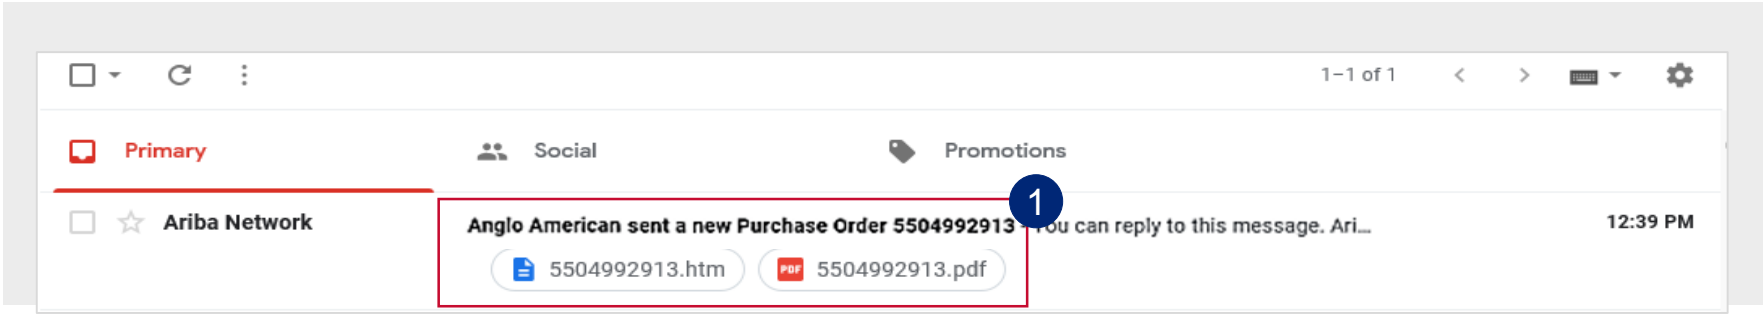 1–1 of 1
Primary Social Promotions
1
Ariba Network Anglo American sent a new Purchase Order 5504992913 - You can reply to this message. Ari... 12:39 PM
5504992913.htm PDF 5504992913.pdf